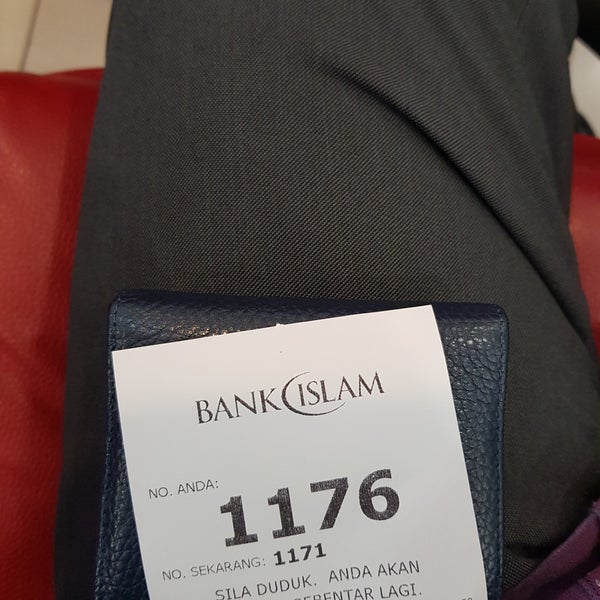 BANK ISLAM
NO. ANDA:
1176
NO. SEKARANG: 1171
SILA DUDUK. ANDA AKAN
SEBENTAR LAGI.